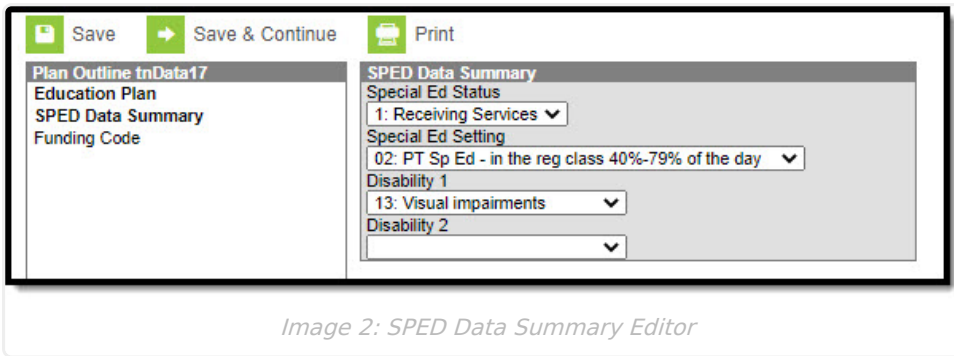 Save Save & Continue Print
Plan Outline tnData17
Education Plan
SPED Data Summary
Funding Code
SPED Data Summary
Special Ed Status
1: Receiving Services
Special Ed Setting
02: PT Sp Ed - in the reg class 40%-79% of the day
Disability 1
13: Visual impairments
Disability 2
Image 2: SPED Data Summary Editor